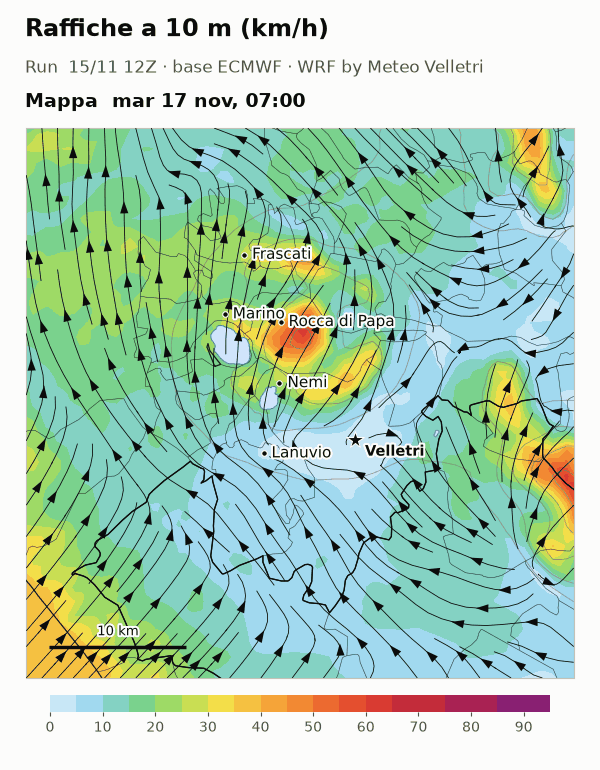 Raffiche a 10 m (km/h)
Run  15/11 12Z · base ECMWF · WRF by Meteo Velletri
Mappa  mar 17 nov, 07:00
Frascati
Marino
Rocca di Papa
Nemi
Velletri
Lanuvio
10 km
0 10 20 30 40 50 60 70 80 90